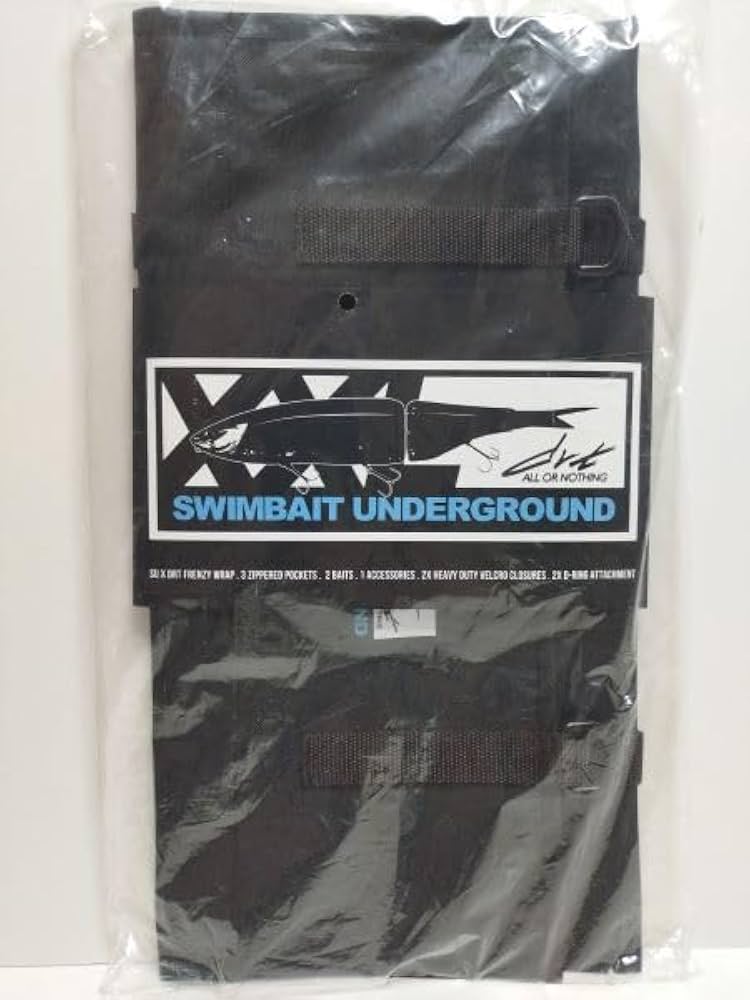 XXL
drt
ALL OR NOTHING
SWIMBAIT UNDERGROUND
SU X DRT FRENZY WRAP . 3 ZIPPERED POCKETS . 2 BAITS . 1 ACCESSORIES . 2X HEAVY DUTY VELCRO CLOSURES . 2X D-RING ATTACHMENT
ND